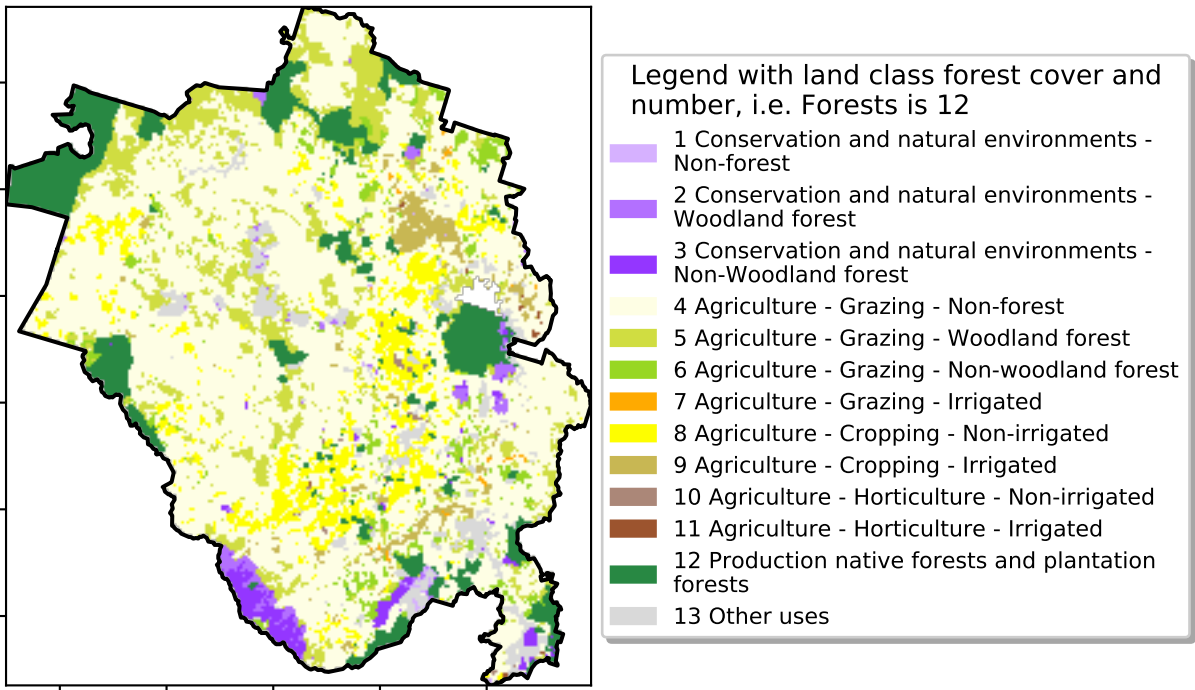 Legend with land class forest cover and
number, i.e. Forests is 12
1 Conservation and natural environments -
Non-forest
2 Conservation and natural environments -
Woodland forest
3 Conservation and natural environments -
Non-Woodland forest
4 Agriculture - Grazing - Non-forest
5 Agriculture - Grazing - Woodland forest
6 Agriculture - Grazing - Non-woodland forest
7 Agriculture - Grazing - Irrigated
8 Agriculture - Cropping - Non-irrigated
9 Agriculture - Cropping - Irrigated
10 Agriculture - Horticulture - Non-irrigated
11 Agriculture - Horticulture - Irrigated
12 Production native forests and plantation
forests
13 Other uses